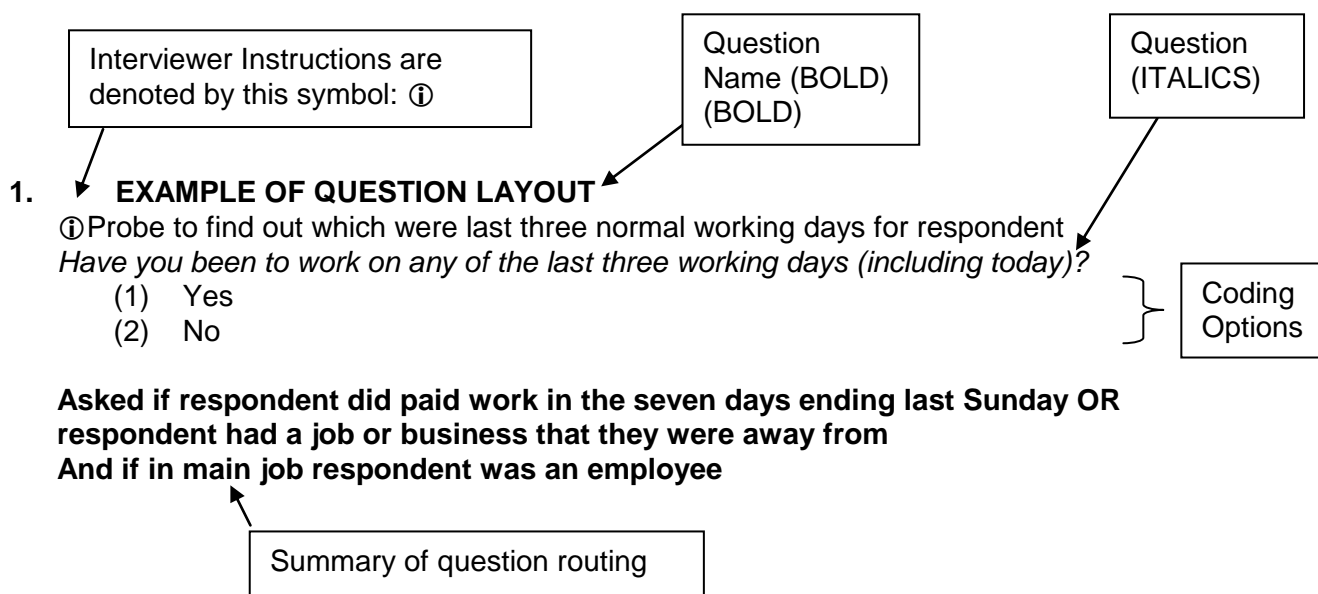 Interviewer Instructions are
denoted by this symbol: ⓘ
Question
Name (BOLD)
(BOLD)
Question
(ITALICS)
1. EXAMPLE OF QUESTION LAYOUT
ⓘProbe to find out which were last three normal working days for respondent
Have you been to work on any of the last three working days (including today)?
(1) Yes
(2) No
Coding
Options
Asked if respondent did paid work in the seven days ending last Sunday OR
respondent had a job or business that they were away from
And if in main job respondent was an employee
Summary of question routing